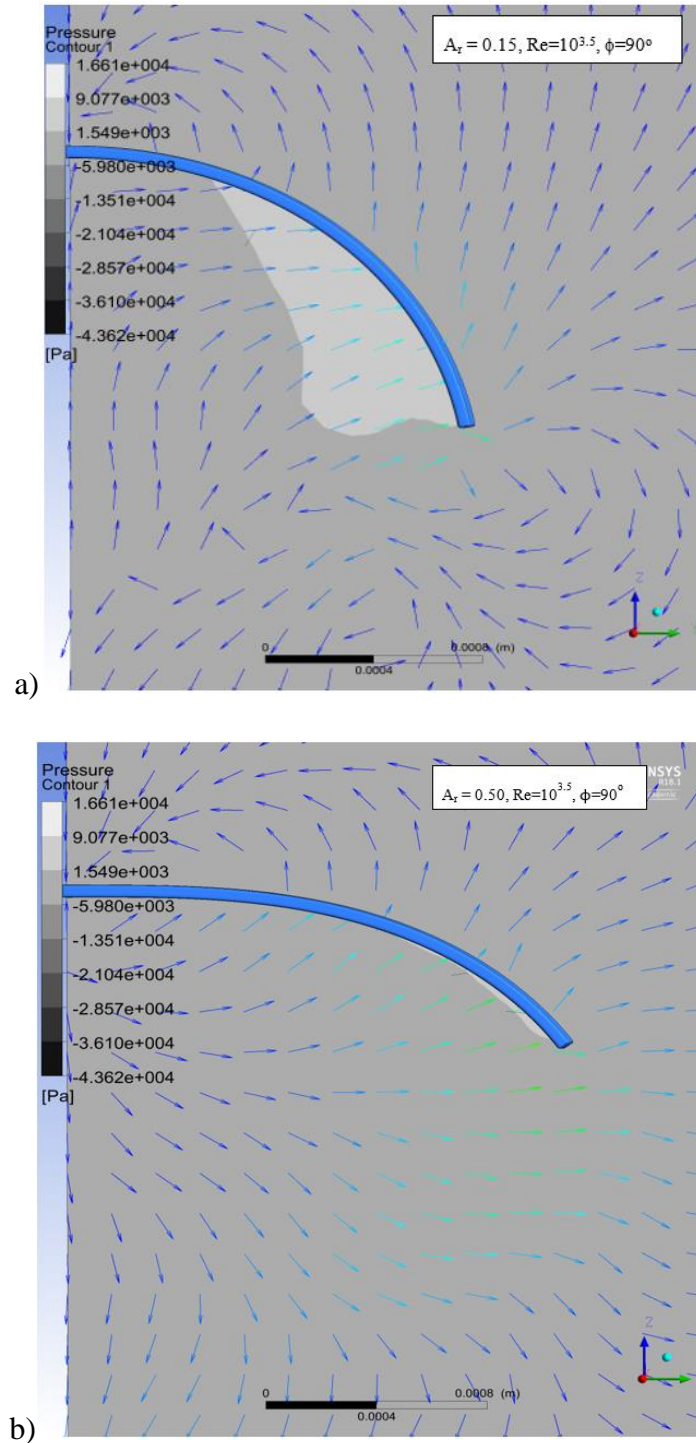 Pressure
Contour 1
1.661e+004
9.077e+003
1.549e+003
-5.980e+003
-1.351e+004
-2.104e+004
-2.857e+004
-3.610e+004
-4.362e+004
[Pa]
Aᵣ = 0.15, Re=10³·⁵, ϕ=90°
Z
0 0.0008 (m)
0.0004
a)
Pressure
Contour 1
1.661e+004
9.077e+003
1.549e+003
-5.980e+003
-1.351e+004
-2.104e+004
-2.857e+004
-3.610e+004
-4.362e+004
[Pa]
Aᵣ = 0.50, Re=10³·⁵, ϕ=90°
NSYS
R16.1
Z
0 0.0008 (m)
0.0004
b)